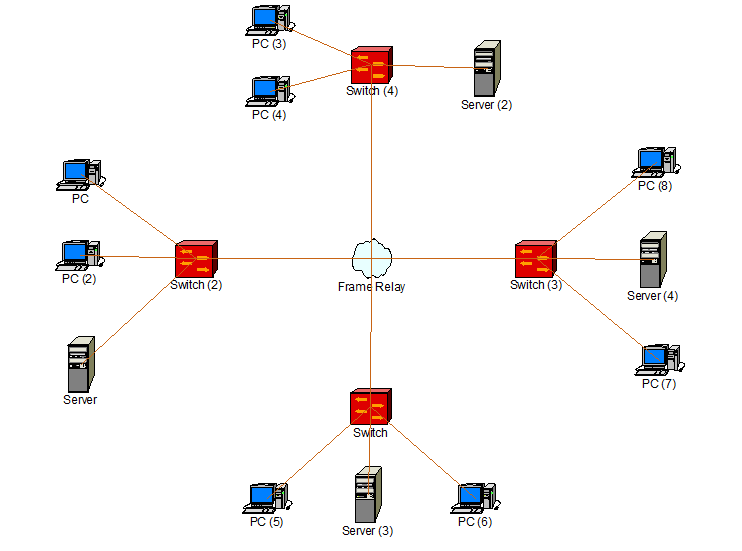 PC (3)
Switch (4)
Server (2)
PC (4)
PC (8)
PC
PC (2)
Switch (2)
Frame Relay
Switch (3)
Server (4)
PC (7)
Server
Switch
PC (5)
Server (3)
PC (6)